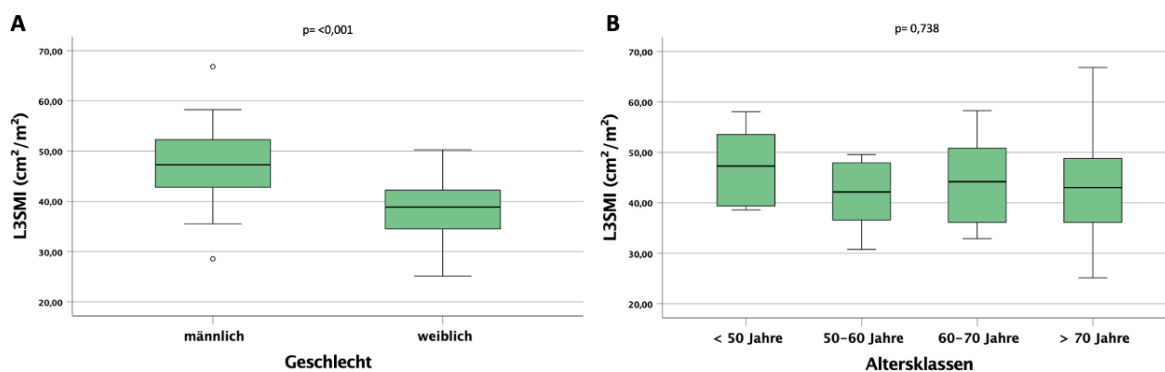 A
p= <0,001
70,00
60,00
50,00
40,00
30,00
20,00
L3SMI (cm²/m²)
männlich
weiblich
Geschlecht
B
p= 0,738
70,00
60,00
50,00
40,00
30,00
20,00
L3SMI (cm²/m²)
< 50 Jahre
50-60 Jahre
60-70 Jahre
> 70 Jahre
Altersklassen